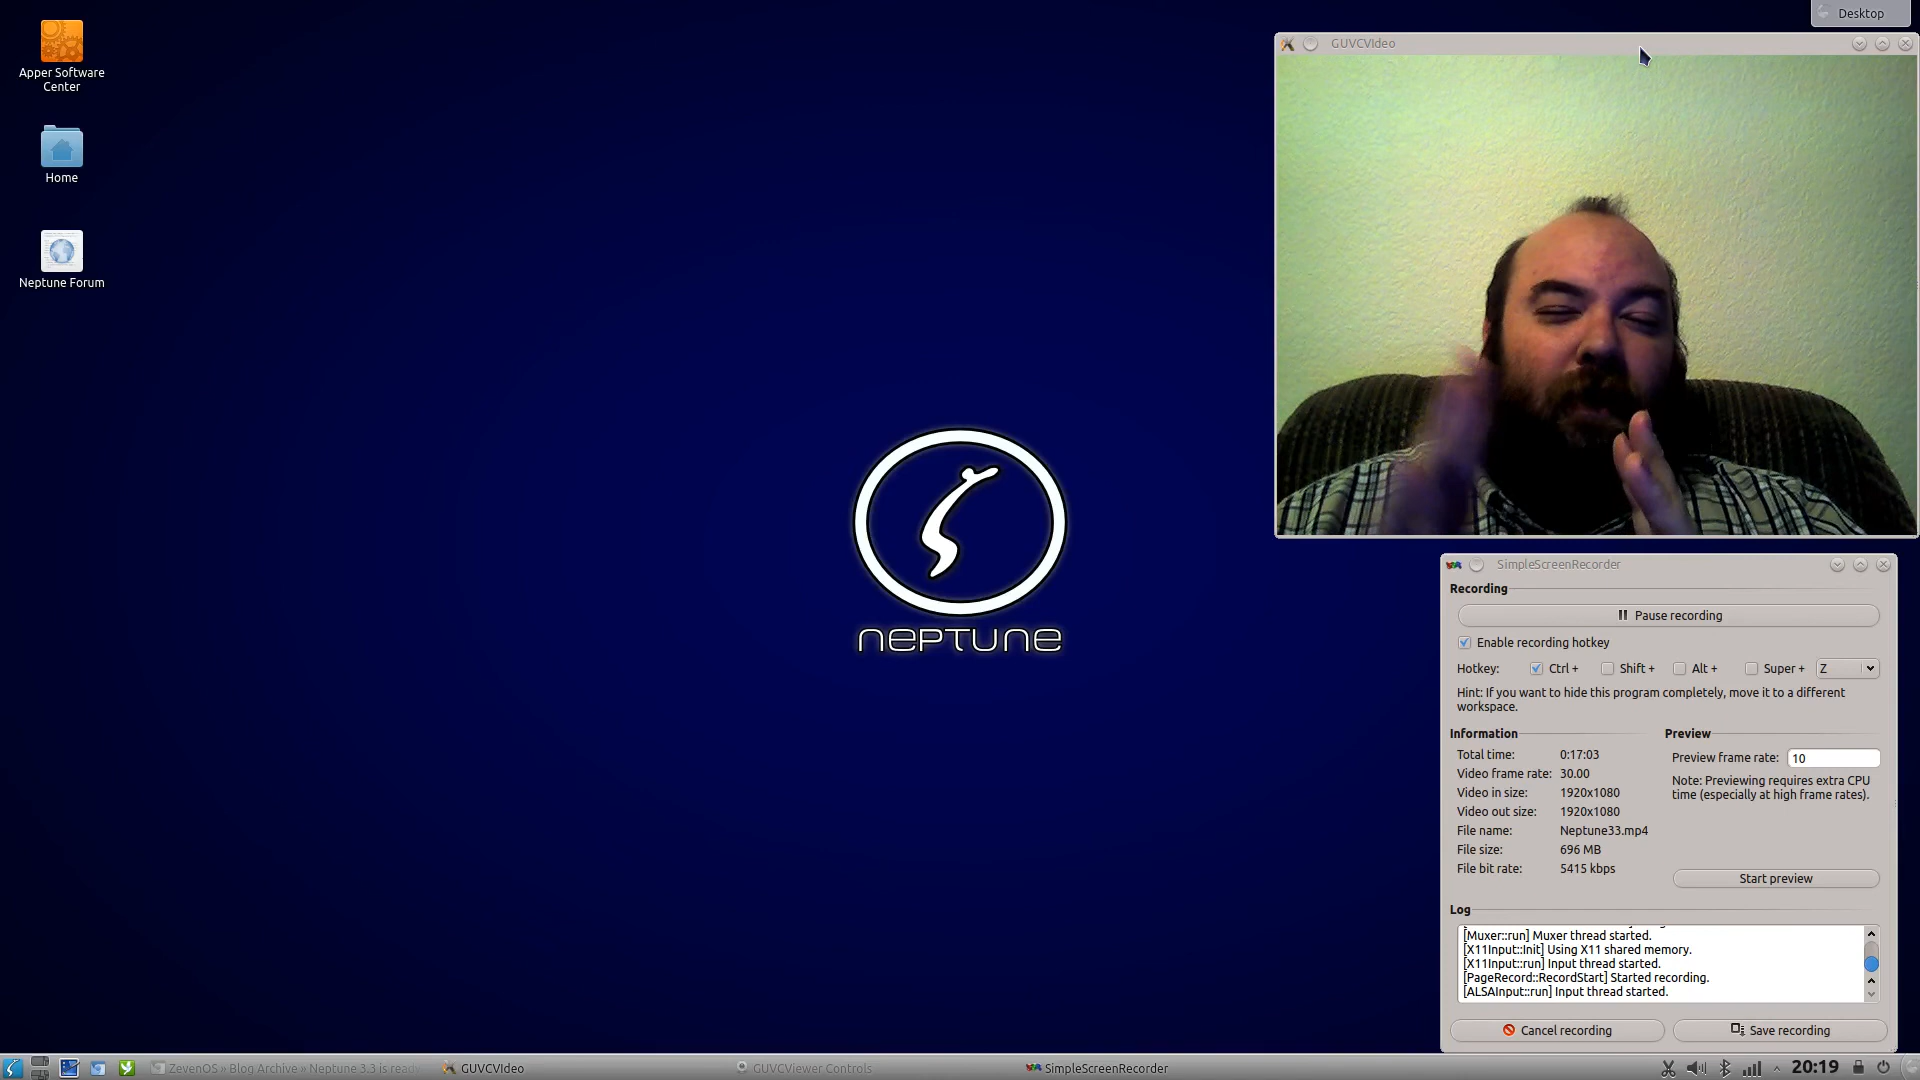 Desktop
Apper Software
Center
Home
Neptune Forum
GUVCVIdeo
NEPTUNE
SimpleScreenRecorder
Recording
Pause recording
Enable recording hotkey
Hotkey: Ctrl + Shift + Alt + Super + Z
Hint: If you want to hide this program completely, move it to a different
workspace.
Information
Total time: 0:17:03
Video frame rate: 30.00
Video in size: 1920x1080
Video out size: 1920x1080
File name: Neptune33.mp4
File size: 696 MB
File bit rate: 5415 kbps
Preview
Preview frame rate: 10
Note: Previewing requires extra CPU
time (especially at high frame rates).
Start preview
Log
[Muxer::run] Muxer thread started.
[X11Input::Init] Using X11 shared memory.
[X11Input::run] Input thread started.
[PageRecord::RecordStart] Started recording.
[ALSAInput::run] Input thread started.
Cancel recording
Save recording
ZevenOS » Blog Archive » Neptune 3.3 is ready
GUVCVIdeo
GUVCViewer Controls
SimpleScreenRecorder
20:19